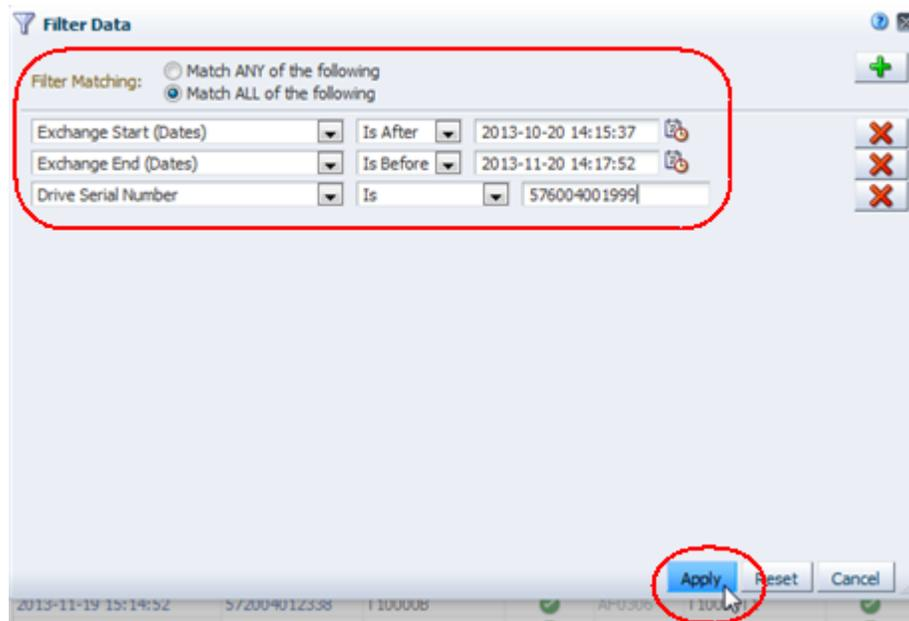 Filter Data
Filter Matching:
Match ANY of the following
Match ALL of the following
Exchange Start (Dates) Is After 2013-10-20 14:15:37
Exchange End (Dates) Is Before 2013-11-20 14:17:52
Drive Serial Number Is 576004001999
Apply Reset Cancel
2013-11-19 15:14:52 572004012338 T10000B AF0306